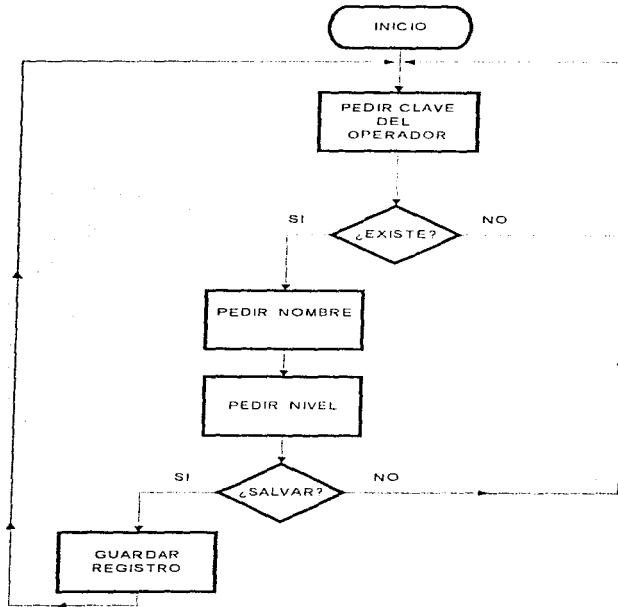 INICIO
PEDIR CLAVE
DEL
OPERADOR
SI
NO
¿EXISTE?
PEDIR NOMBRE
PEDIR NIVEL
SI
NO
¿SALVAR?
GUARDAR
REGISTRO